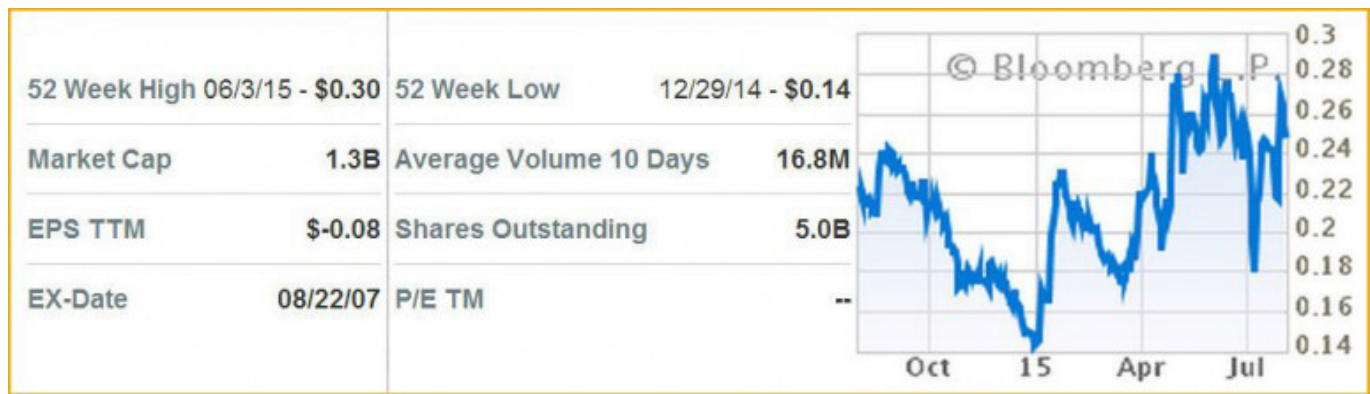 52 Week High 06/3/15 - $0.30 52 Week Low 12/29/14 - $0.14
Market Cap 1.3B Average Volume 10 Days 16.8M
EPS TTM $-0.08 Shares Outstanding 5.0B
EX-Date 08/22/07 P/E TM --
© Bloomberg L.P.
0.3
0.28
0.26
0.24
0.22
0.2
0.18
0.16
0.14
Oct 15 Apr Jul